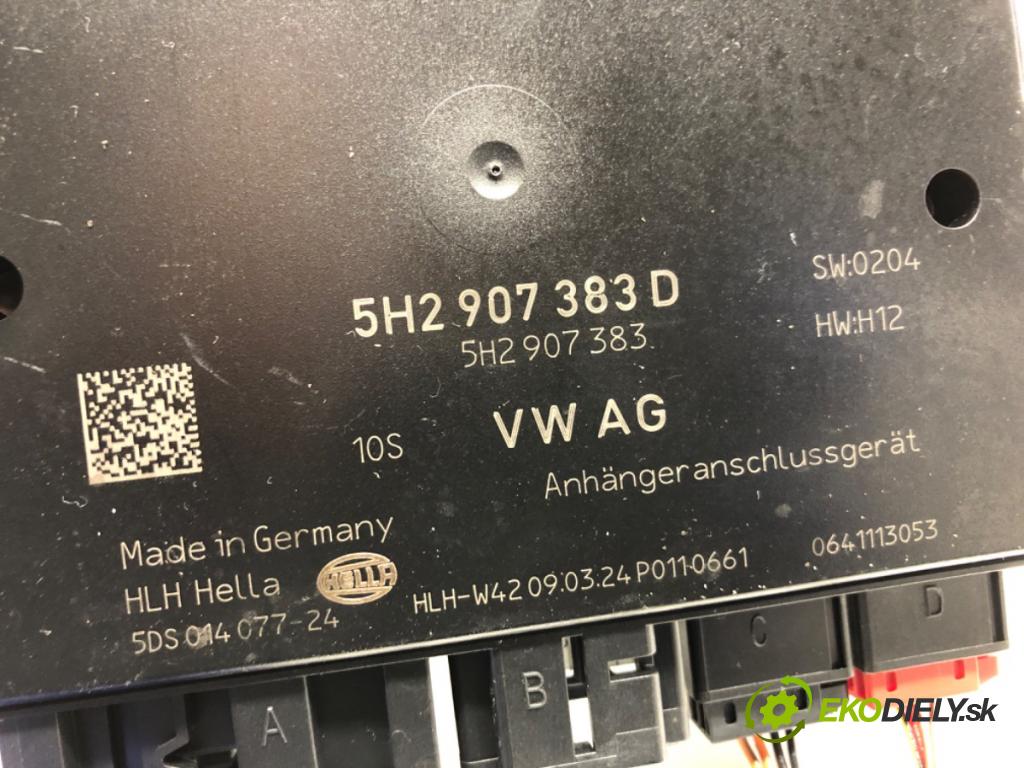 5H2 907 383 D
5H2 907 383
SW:0204
HW:H12
10S
VW AG
Anhängeranschlussgerät
Made in Germany
HLH Hella
HELLA
5DS 014 077-24
HLH-W42 09.03.24 P0110661
0641113053
A
B
C
D
EKODIELY.sk